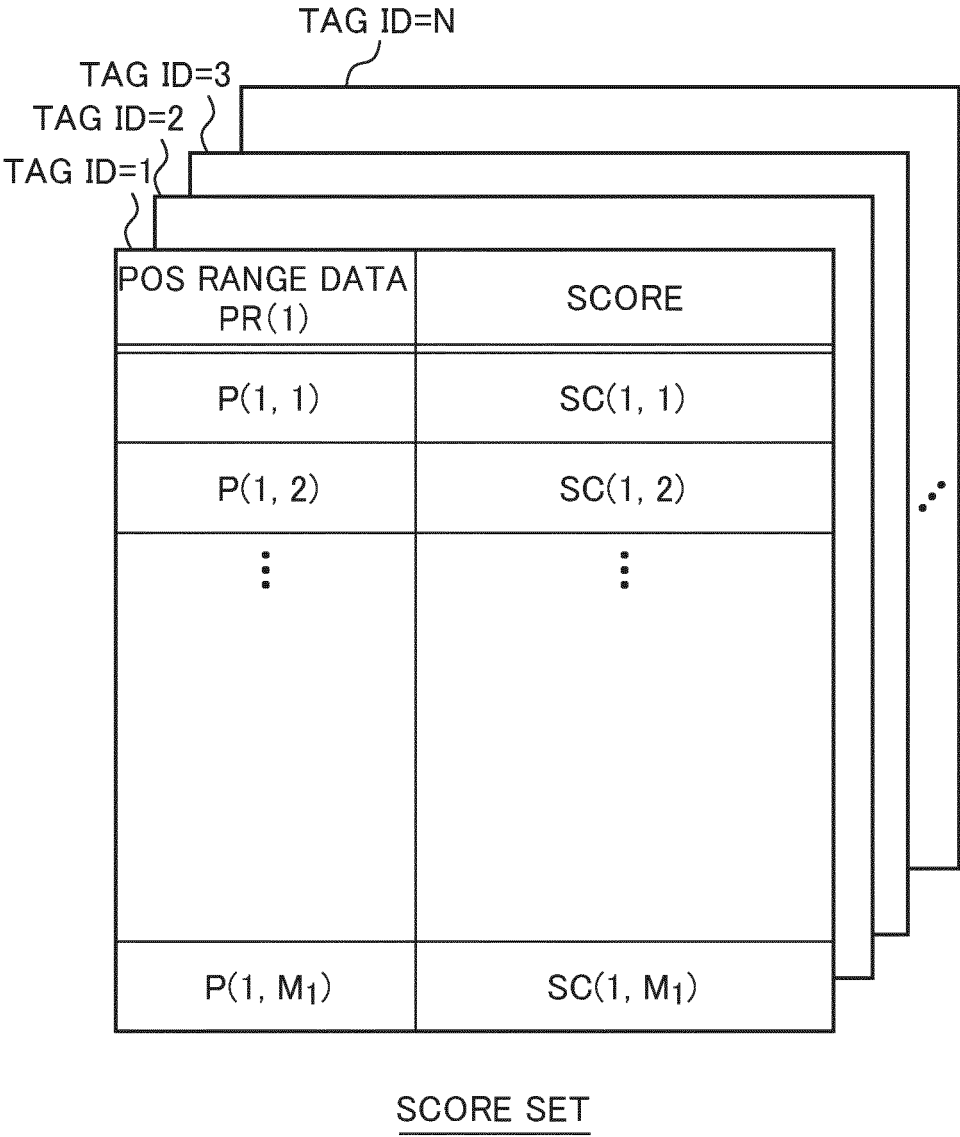 TAG ID=N
TAG ID=3
TAG ID=2
TAG ID=1
POS RANGE DATA
PR(1)
SCORE
P(1, 1)
SC(1, 1)
P(1, 2)
SC(1, 2)
P(1, M₁)
SC(1, M₁)
SCORE SET